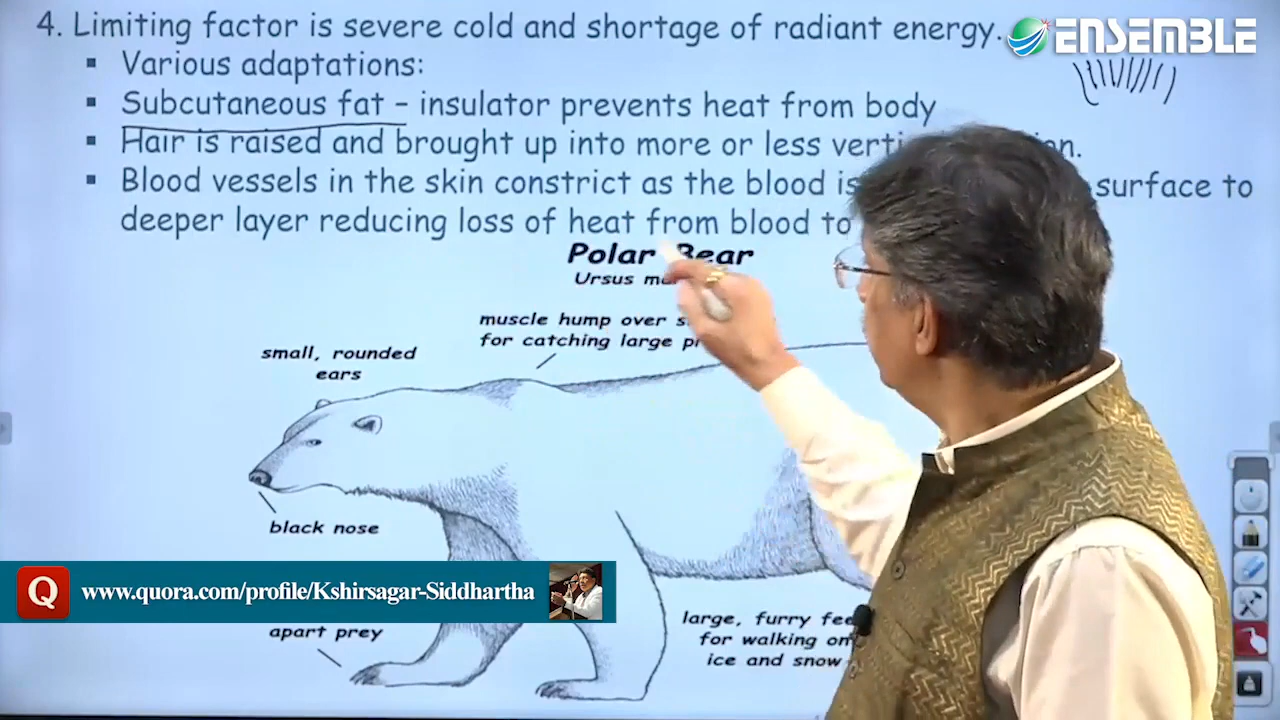 4. Limiting factor is severe cold and shortage of radiant energy.
ENSEMBLE
▪ Various adaptations:
▪ Subcutaneous fat – insulator prevents heat from body
▪ Hair is raised and brought up into more or less
▪ Blood vessels in the skin constrict as the blood is surface to
deeper layer reducing loss of heat from blood to
Polar Bear
Ursus
muscle hump over
for catching large
small, rounded
ears
black nose
Q www.quora.com/profile/Kshirsagar-Siddhartha
apart prey
large, furry
for walking on
ice and snow